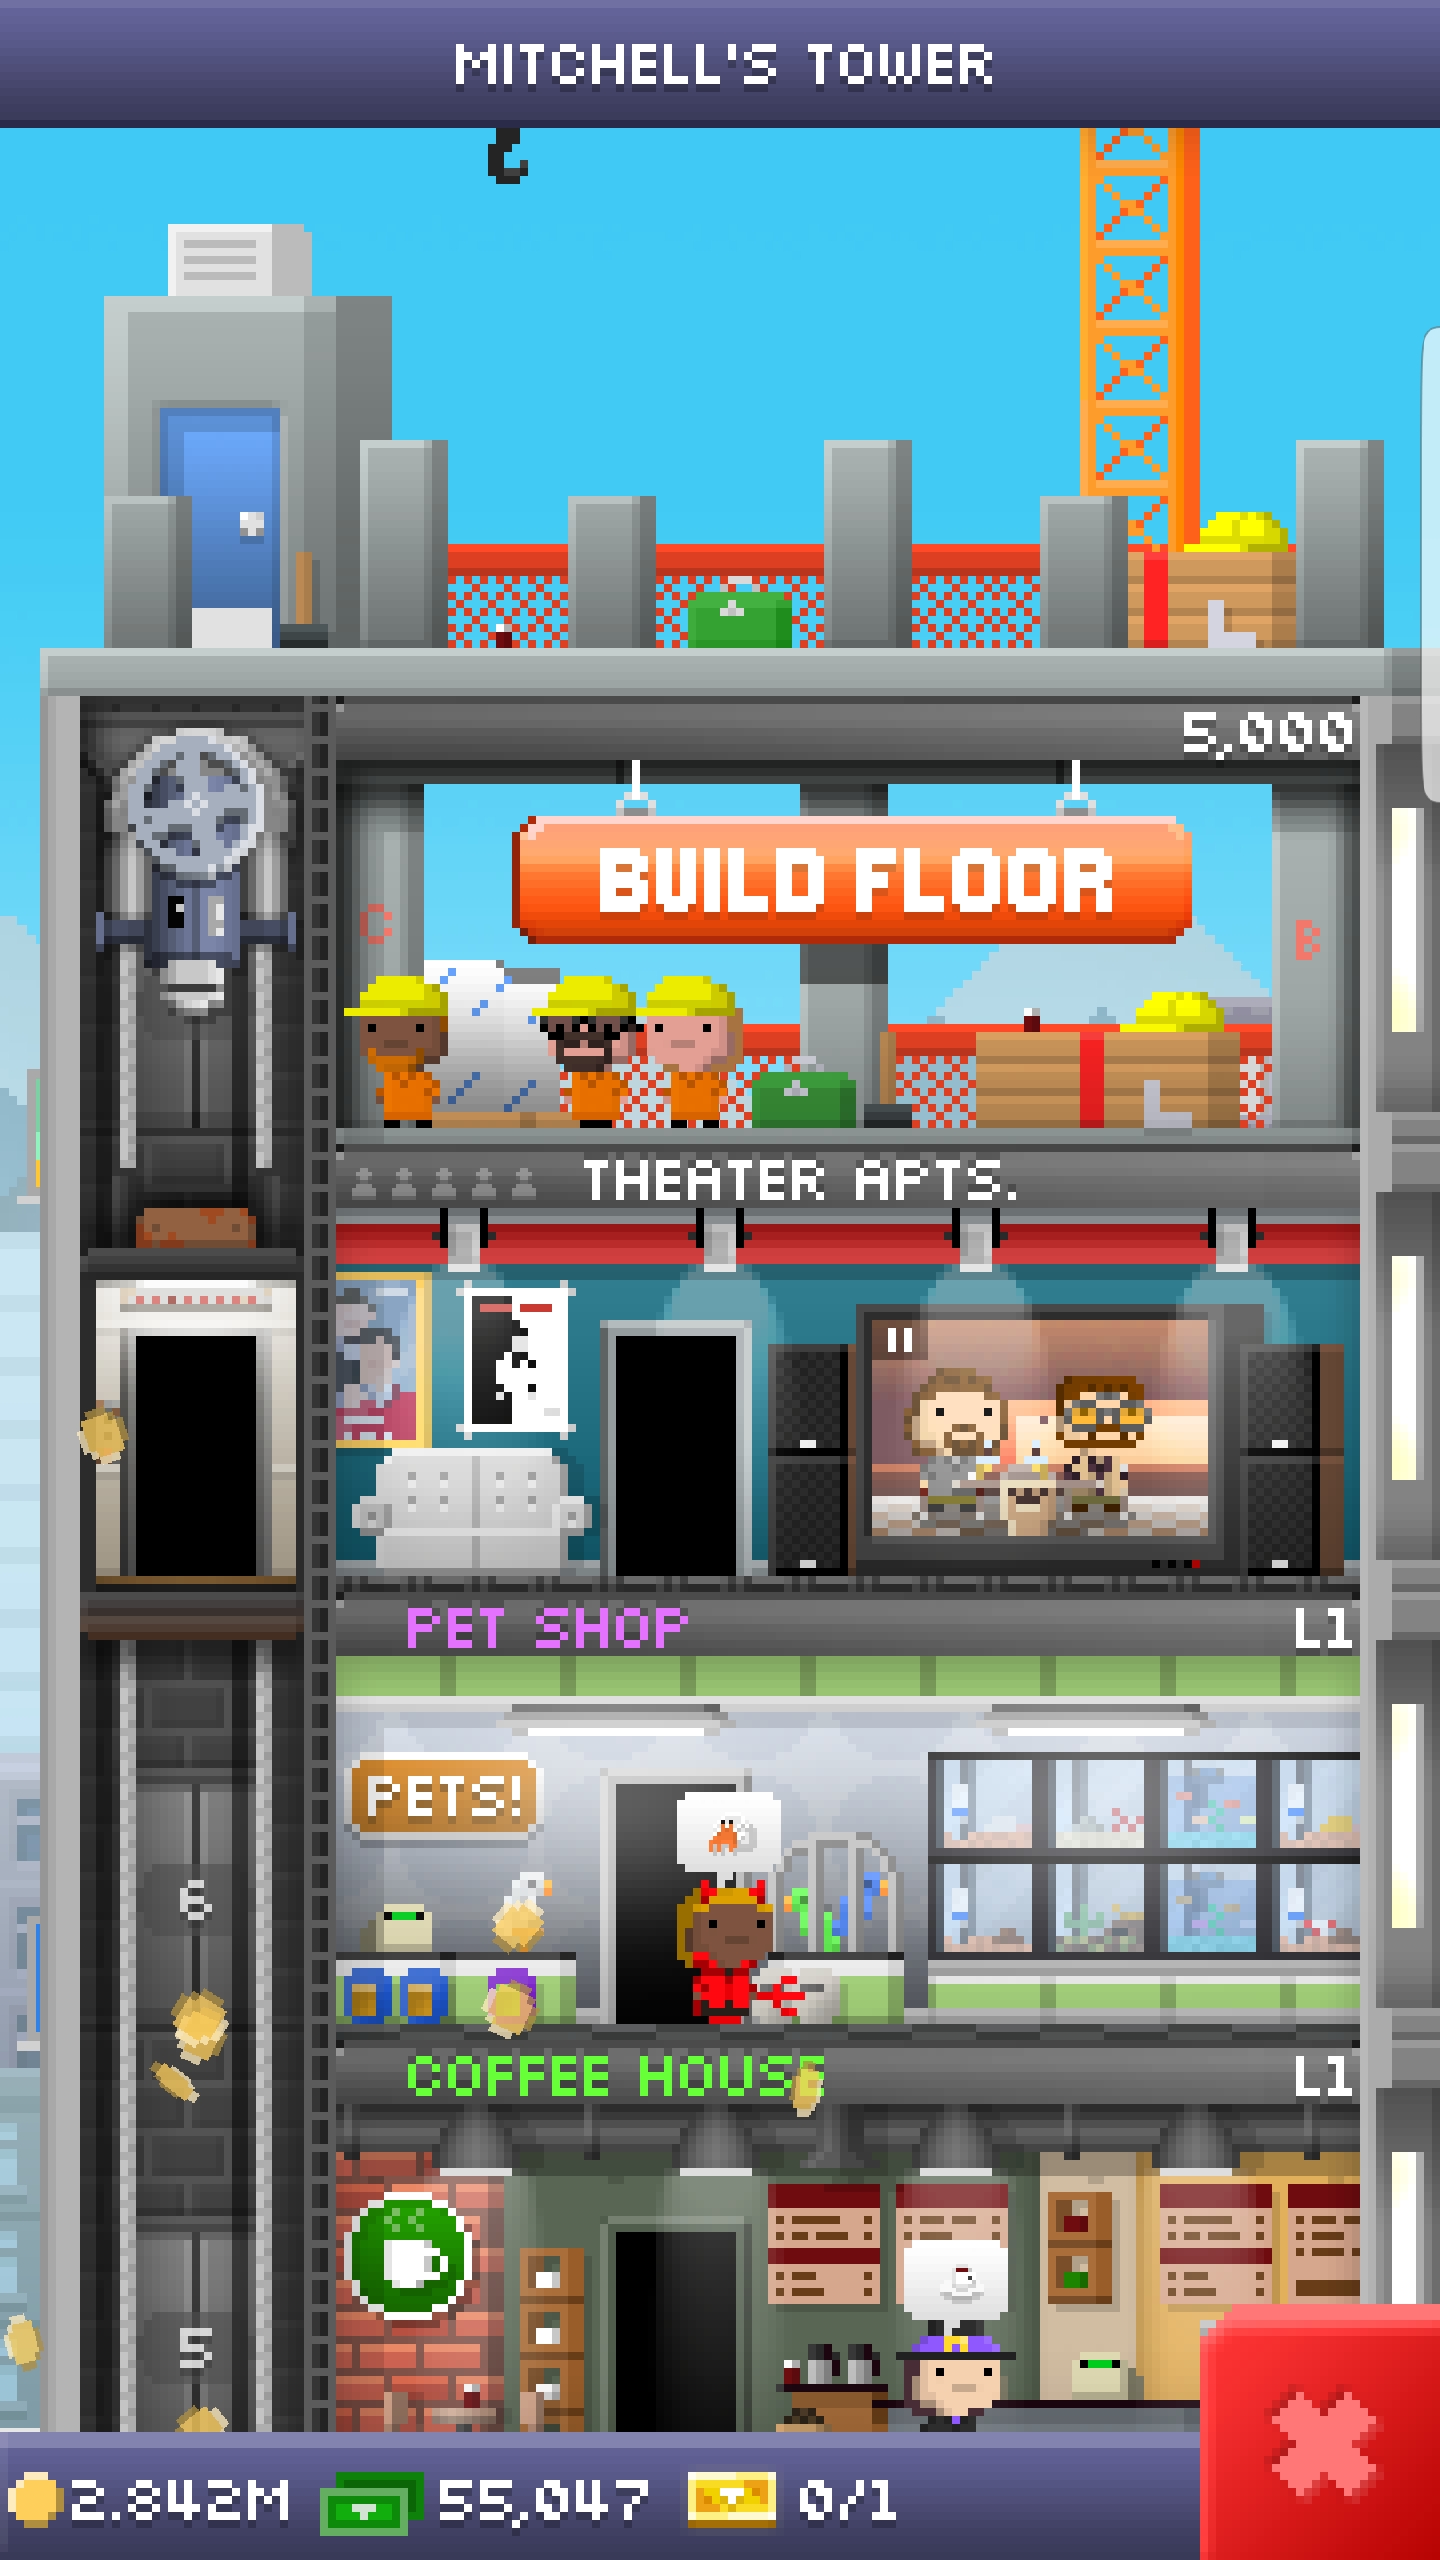 MITCHELL'S TOWER
5,000
BUILD FLOOR
C
B
THEATER APTS.
PET SHOP L1
PETS!
6
COFFEE HOUSE L1
5
2.842M 55,047 0/1